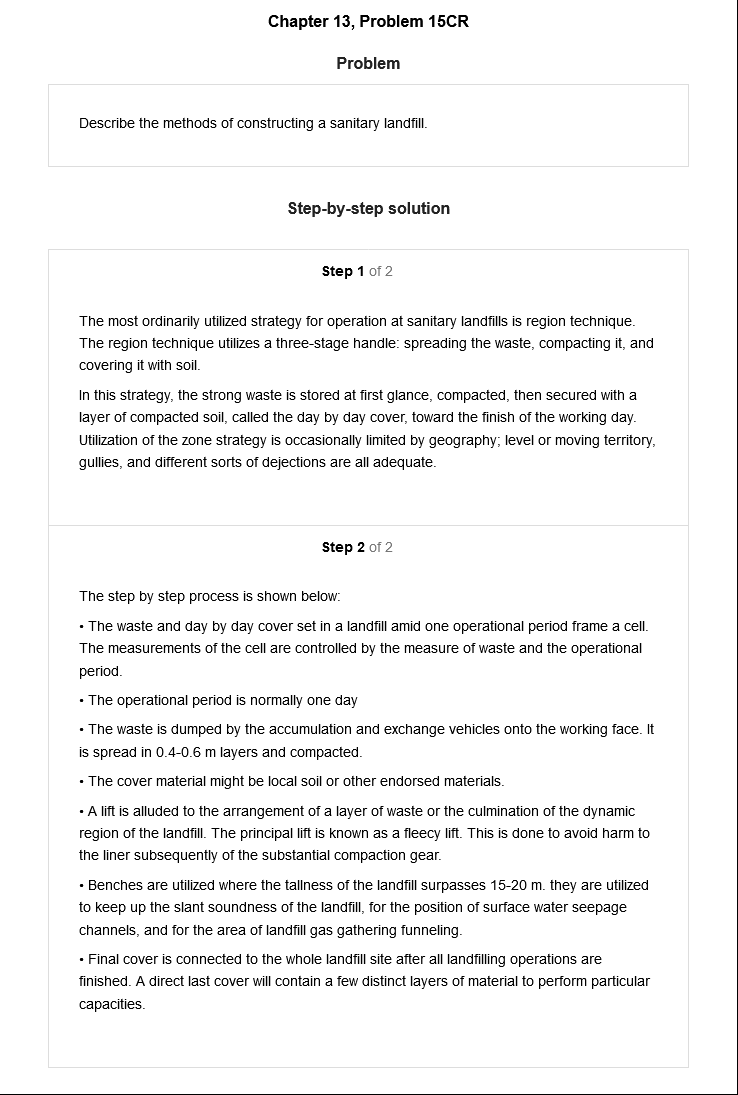 Chapter 13, Problem 15CR
Problem
Describe the methods of constructing a sanitary landfill.
Step-by-step solution
Step 1 of 2
The most ordinarily utilized strategy for operation at sanitary landfills is region technique.
The region technique utilizes a three-stage handle: spreading the waste, compacting it, and
covering it with soil.
In this strategy, the strong waste is stored at first glance, compacted, then secured with a
layer of compacted soil, called the day by day cover, toward the finish of the working day.
Utilization of the zone strategy is occasionally limited by geography; level or moving territory,
gullies, and different sorts of dejections are all adequate.
Step 2 of 2
The step by step process is shown below:
• The waste and day by day cover set in a landfill amid one operational period frame a cell.
The measurements of the cell are controlled by the measure of waste and the operational
period.
• The operational period is normally one day
• The waste is dumped by the accumulation and exchange vehicles onto the working face. It
is spread in 0.4-0.6 m layers and compacted.
• The cover material might be local soil or other endorsed materials.
• A lift is alluded to the arrangement of a layer of waste or the culmination of the dynamic
region of the landfill. The principal lift is known as a fleecy lift. This is done to avoid harm to
the liner subsequently of the substantial compaction gear.
• Benches are utilized where the tallness of the landfill surpasses 15-20 m. they are utilized
to keep up the slant soundness of the landfill, for the position of surface water seepage
channels, and for the area of landfill gas gathering funneling.
• Final cover is connected to the whole landfill site after all landfilling operations are
finished. A direct last cover will contain a few distinct layers of material to perform particular
capacities.